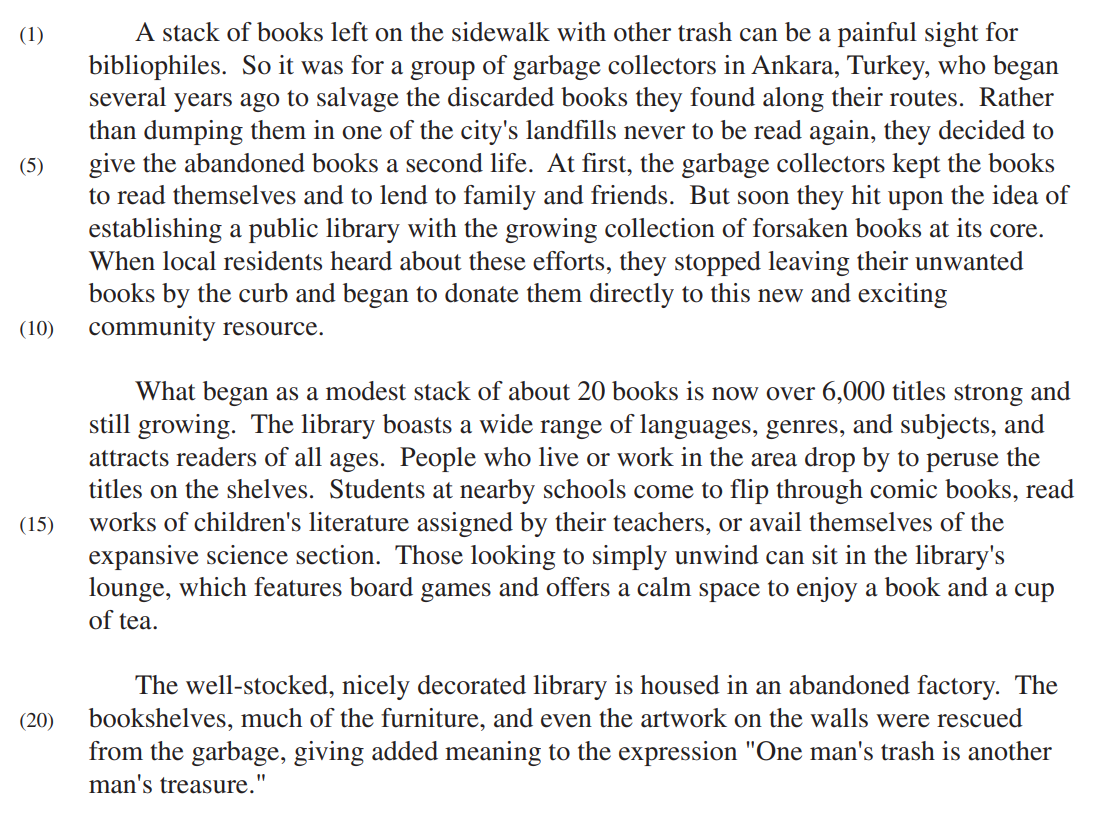 (1) A stack of books left on the sidewalk with other trash can be a painful sight for
bibliophiles. So it was for a group of garbage collectors in Ankara, Turkey, who began
several years ago to salvage the discarded books they found along their routes. Rather
than dumping them in one of the city's landfills never to be read again, they decided to
(5) give the abandoned books a second life. At first, the garbage collectors kept the books
to read themselves and to lend to family and friends. But soon they hit upon the idea of
establishing a public library with the growing collection of forsaken books at its core.
When local residents heard about these efforts, they stopped leaving their unwanted
books by the curb and began to donate them directly to this new and exciting
(10) community resource.
What began as a modest stack of about 20 books is now over 6,000 titles strong and
still growing. The library boasts a wide range of languages, genres, and subjects, and
attracts readers of all ages. People who live or work in the area drop by to peruse the
titles on the shelves. Students at nearby schools come to flip through comic books, read
(15) works of children's literature assigned by their teachers, or avail themselves of the
expansive science section. Those looking to simply unwind can sit in the library's
lounge, which features board games and offers a calm space to enjoy a book and a cup
of tea.
The well-stocked, nicely decorated library is housed in an abandoned factory. The
(20) bookshelves, much of the furniture, and even the artwork on the walls were rescued
from the garbage, giving added meaning to the expression "One man's trash is another
man's treasure."